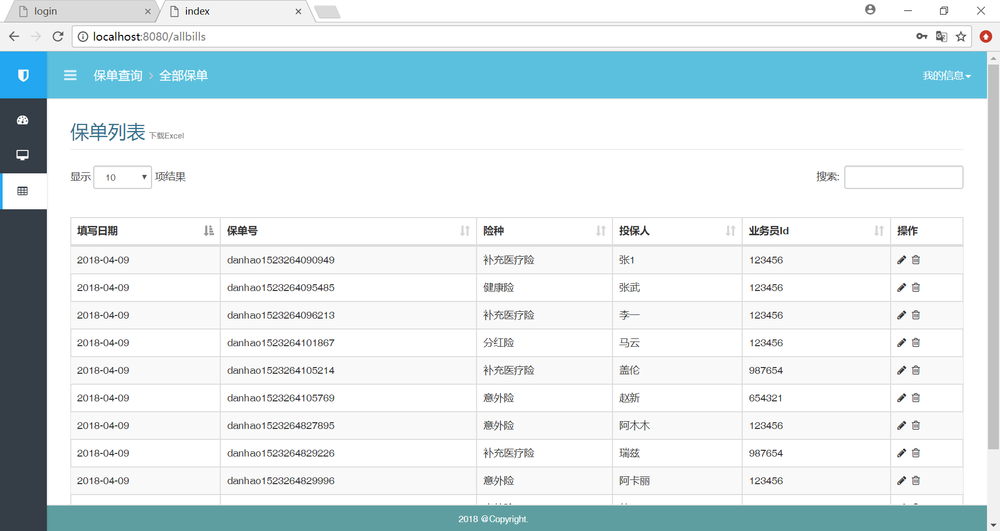 login
index
localhost:8080/allbills
保单查询 > 全部保单
我的信息
保单列表 下载Excel
显示 10 项结果
搜索:
填写日期 保单号 险种 投保人 业务员Id 操作
2018-04-09 danhao1523264090949 补充医疗险 张1 123456
2018-04-09 danhao1523264095485 健康险 张武 123456
2018-04-09 danhao1523264096213 补充医疗险 李一 123456
2018-04-09 danhao1523264101867 分红险 马云 123456
2018-04-09 danhao1523264105214 补充医疗险 盖伦 987654
2018-04-09 danhao1523264105769 意外险 赵新 654321
2018-04-09 danhao1523264827895 意外险 阿木木 123456
2018-04-09 danhao1523264829226 补充医疗险 瑞兹 987654
2018-04-09 danhao1523264829996 意外险 阿卡丽 123456
2018 @Copyright.